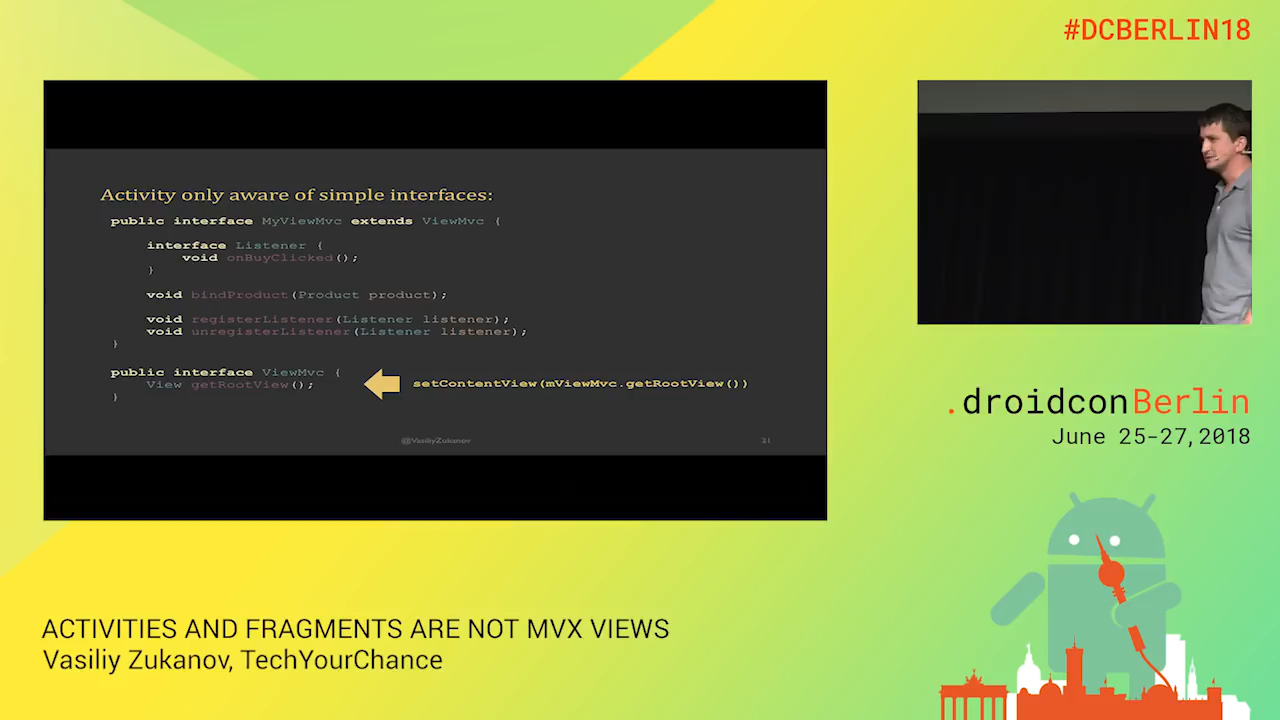 #DCBERLIN18
Activity only aware of simple interfaces:
public interface MyViewMvc extends ViewMvc {
interface Listener {
void onBuyClicked();
}
void bindProduct(Product product);
void registerListener(Listener listener);
void unregisterListener(Listener listener);
}
public interface ViewMvc {
View getRootView();
}
setContentView(mViewMvc.getRootView())
@VasiliyZukanov
21
.droidconBerlin
June 25-27,2018
ACTIVITIES AND FRAGMENTS ARE NOT MVX VIEWS
Vasiliy Zukanov, TechYourChance